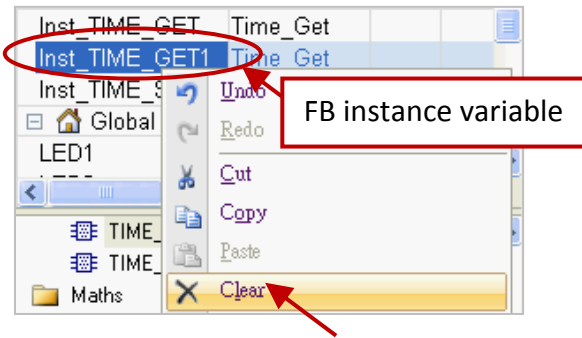 Inst_TIME_GET Time_Get
Inst_TIME_GET1 Time_Get
Inst_TIME_S
Undo
FB instance variable
Global
Redo
LED1
Cut
Copy
TIME_
Paste
TIME_
Maths
Clear